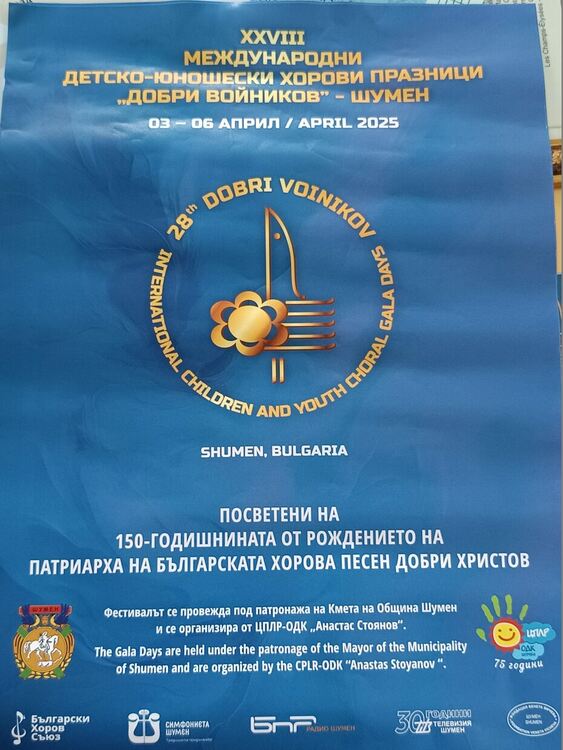 Les Champs-Elysées
XXVIII
МЕЖДУНАРОДНИ
ДЕТСКО-ЮНОШЕСКИ ХОРОВИ ПРАЗНИЦИ
„ДОБРИ ВОЙНИКОВ” - ШУМЕН
03 – 06 АПРИЛ / APRIL 2025
28th DOBRI VOINIKOV
INTERNATIONAL CHILDREN AND YOUTH CHORAL GALA DAYS
SHUMEN, BULGARIA
ПОСВЕТЕНИ НА
150-ГОДИШНИНАТА ОТ РОЖДЕНИЕТО НА
ПАТРИАРХА НА БЪЛГАРСКАТА ХОРОВА ПЕСЕН ДОБРИ ХРИСТОВ
ШУМЕН
Фестивалът се провежда под патронажа на Кмета на Община Шумен
и се организира от ЦПЛР-ОДК „Анастас Стоянов“.
The Gala Days are held under the patronage of the Mayor of the Municipality
of Shumen and are organized by the CPLR-ODK “Anastas Stoyanov “.
ЦПЛР
ОДК
75 години
Български
Хоров
Съюз
СИМФОНИЕТА
ШУМЕН
БНР РАДИО ШУМЕН
30 ГОДИНИ
ТЕЛЕВИЗИЯ
ШУМЕН
ШУМЕН
SHUMEN